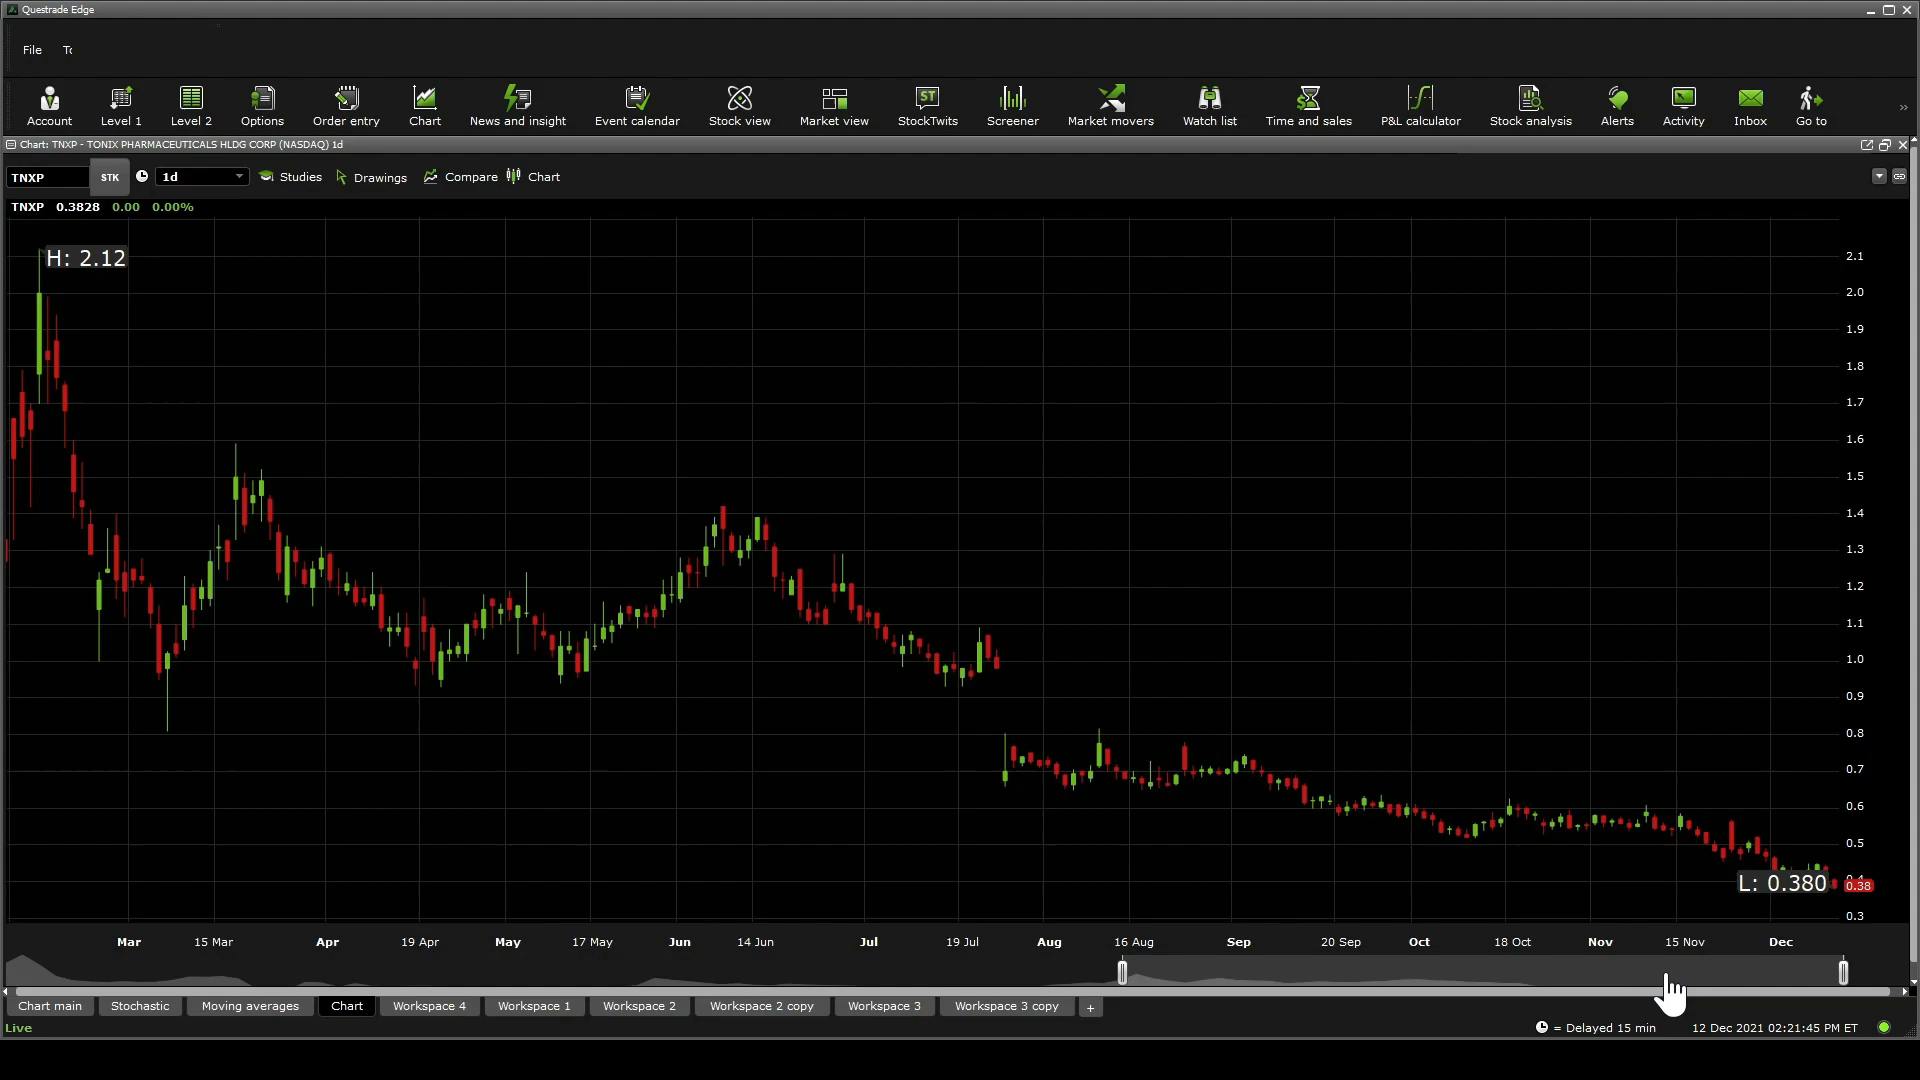 Questrade Edge
File To
Account Level 1 Level 2 Options Order entry Chart News and insight Event calendar Stock view Market view StockTwits Screener Market movers Watch list Time and sales P&L calculator Stock analysis Alerts Activity Inbox Go to »
ST
Chart: TNXP - TONIX PHARMACEUTICALS HLDG CORP (NASDAQ) 1d
TNXP STK 1d Studies Drawings Compare Chart
TNXP 0.3828 0.00 0.00%
H: 2.12
2.1
2.0
1.9
1.8
1.7
1.6
1.5
1.4
1.3
1.2
1.1
1.0
0.9
0.8
0.7
0.6
0.5
0.4
L: 0.380 0.38
0.3
Mar 15 Mar Apr 19 Apr May 17 May Jun 14 Jun Jul 19 Jul Aug 16 Aug Sep 20 Sep Oct 18 Oct Nov 15 Nov Dec
Chart main Stochastic Moving averages Chart Workspace 4 Workspace 1 Workspace 2 Workspace 2 copy Workspace 3 Workspace 3 copy +
Live = Delayed 15 min 12 Dec 2021 02:21:45 PM ET